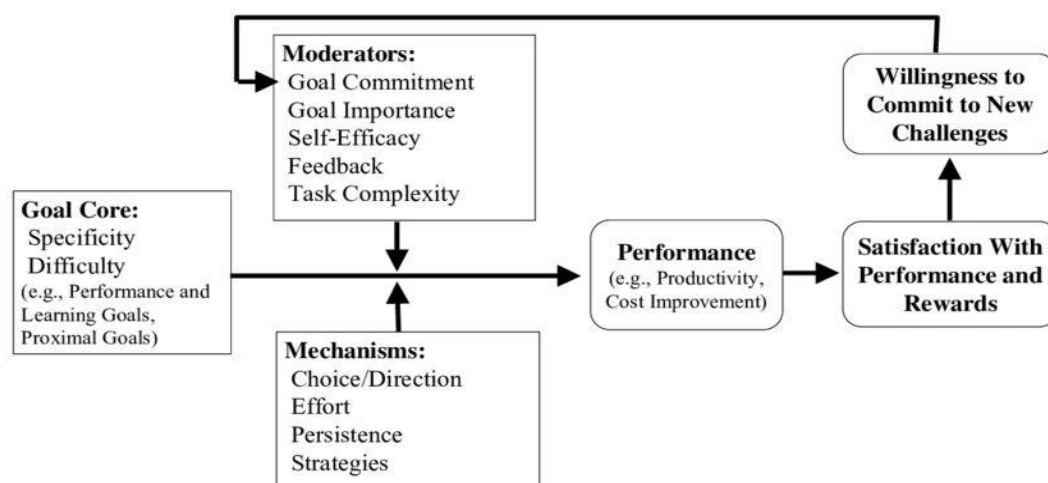 Moderators:
Goal Commitment
Goal Importance
Self-Efficacy
Feedback
Task Complexity
Willingness to
Commit to New
Challenges
Goal Core:
Specificity
Difficulty
(e.g., Performance and
Learning Goals,
Proximal Goals)
Performance
(e.g., Productivity,
Cost Improvement)
Satisfaction With
Performance and
Rewards
Mechanisms:
Choice/Direction
Effort
Persistence
Strategies